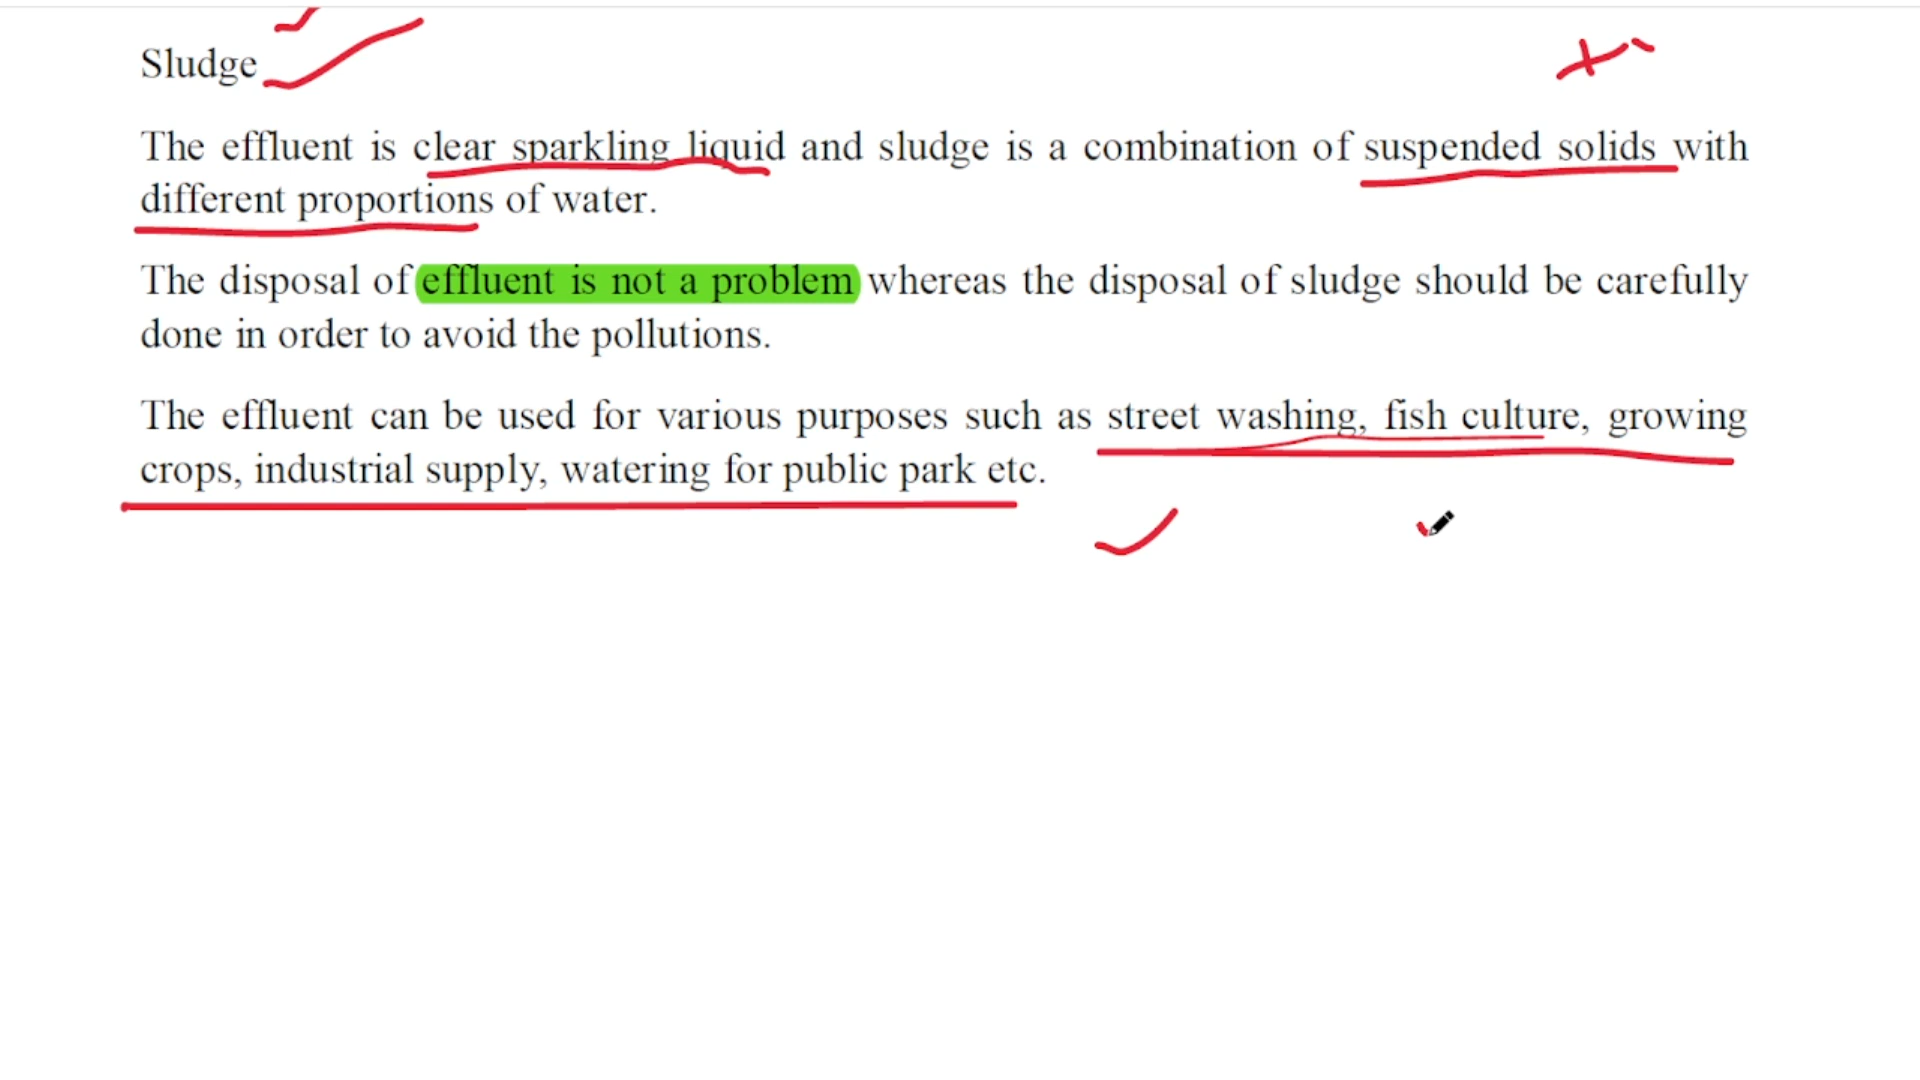 Sludge
The effluent is clear sparkling liquid and sludge is a combination of suspended solids with
different proportions of water.
The disposal of effluent is not a problem whereas the disposal of sludge should be carefully
done in order to avoid the pollutions.
The effluent can be used for various purposes such as street washing, fish culture, growing
crops, industrial supply, watering for public park etc.